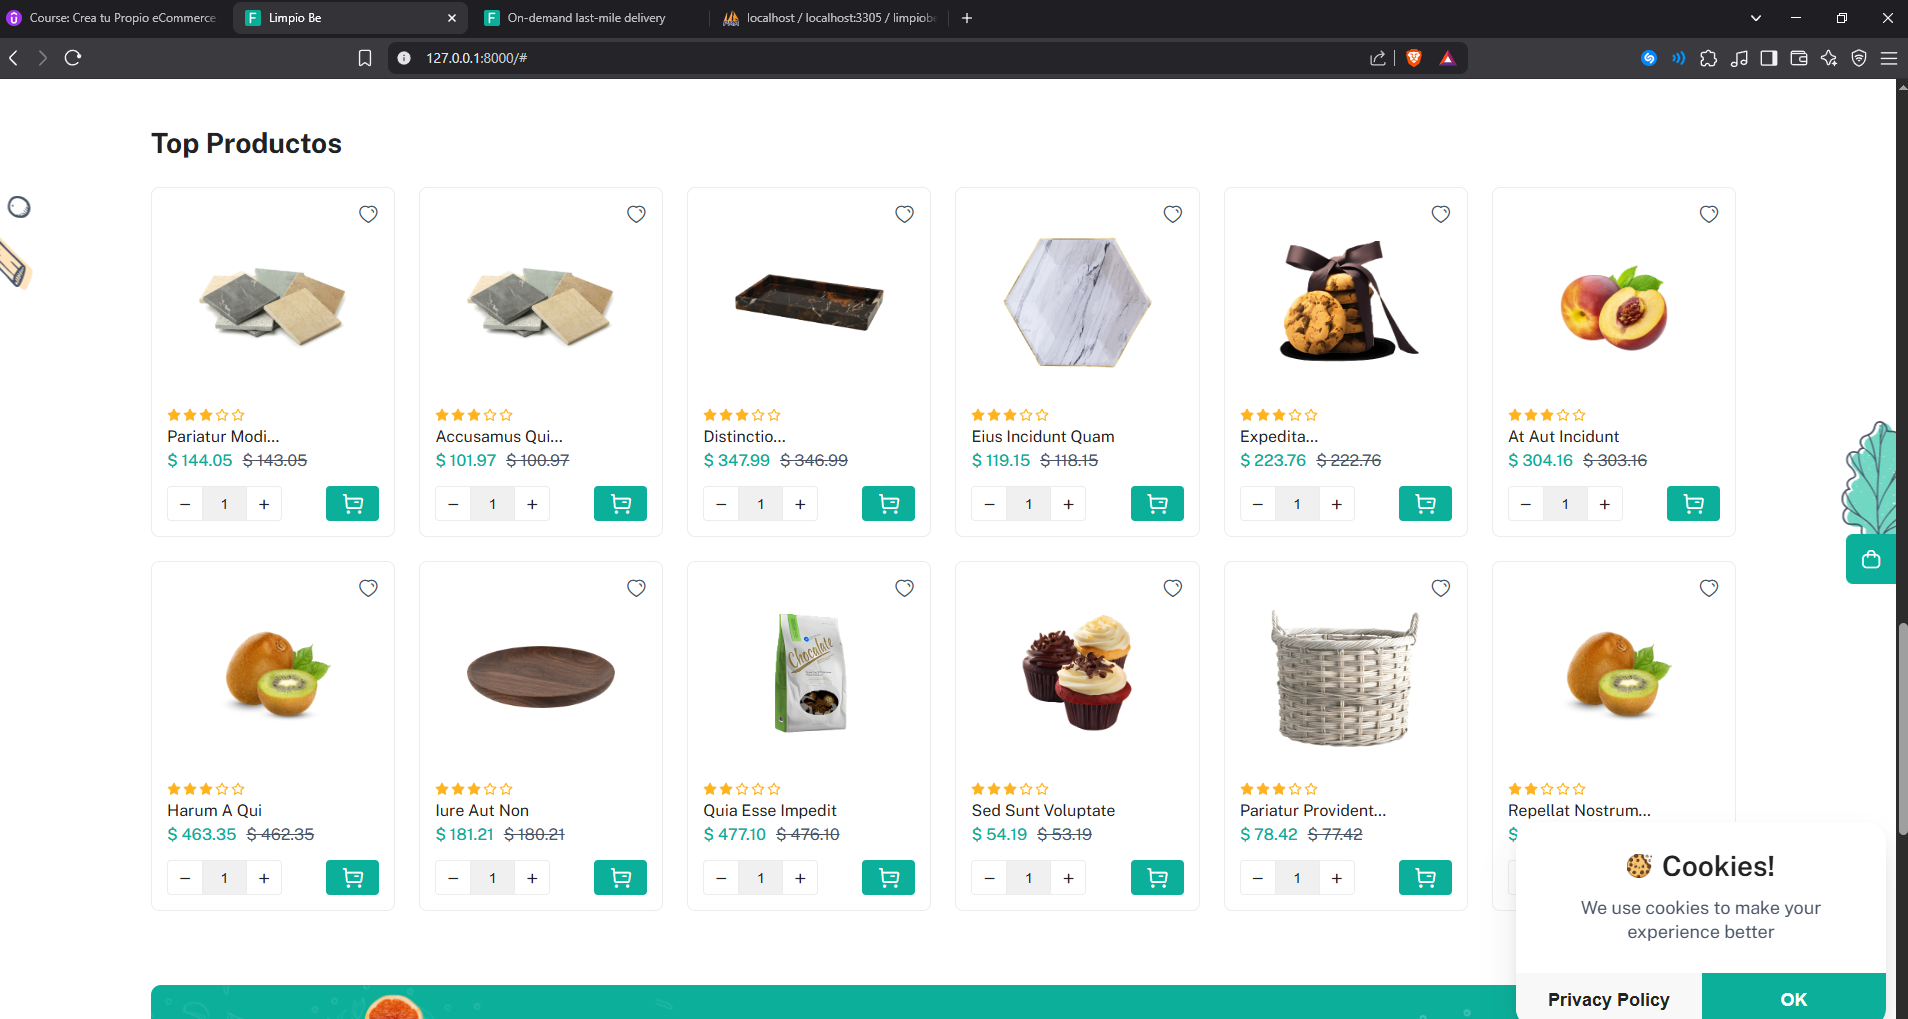 Course: Crea tu Propio eCommerce
Limpio Be
On-demand last-mile delivery
localhost / localhost:3305 / limpiobe
127.0.0.1:8000/#
Top Productos
Pariatur Modi...
$ 144.05 $ 143.05
1
Accusamus Qui...
$ 101.97 $ 100.97
1
Distinctio...
$ 347.99 $ 346.99
1
Eius Incidunt Quam
$ 119.15 $ 118.15
1
Expedita...
$ 223.76 $ 222.76
1
At Aut Incidunt
$ 304.16 $ 303.16
1
Harum A Qui
$ 463.35 $ 462.35
1
Iure Aut Non
$ 181.21 $ 180.21
1
Chocolate
Quia Esse Impedit
$ 477.10 $ 476.10
1
Sed Sunt Voluptate
$ 54.19 $ 53.19
1
Pariatur Provident...
$ 78.42 $ 77.42
1
Repellat Nostrum...
$
Cookies!
We use cookies to make your
experience better
Privacy Policy
OK